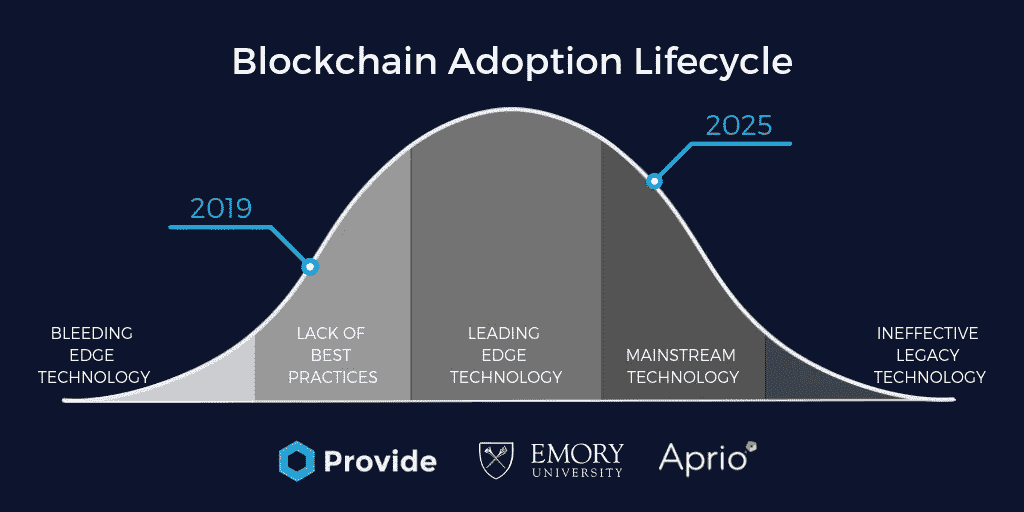 Blockchain Adoption Lifecycle
2025
2019
BLEEDING
EDGE
TECHNOLOGY
LACK OF
BEST
PRACTICES
LEADING
EDGE
TECHNOLOGY
MAINSTREAM
TECHNOLOGY
INEFFECTIVE
LEGACY
TECHNOLOGY
Provide
EMORY
UNIVERSITY
Aprio